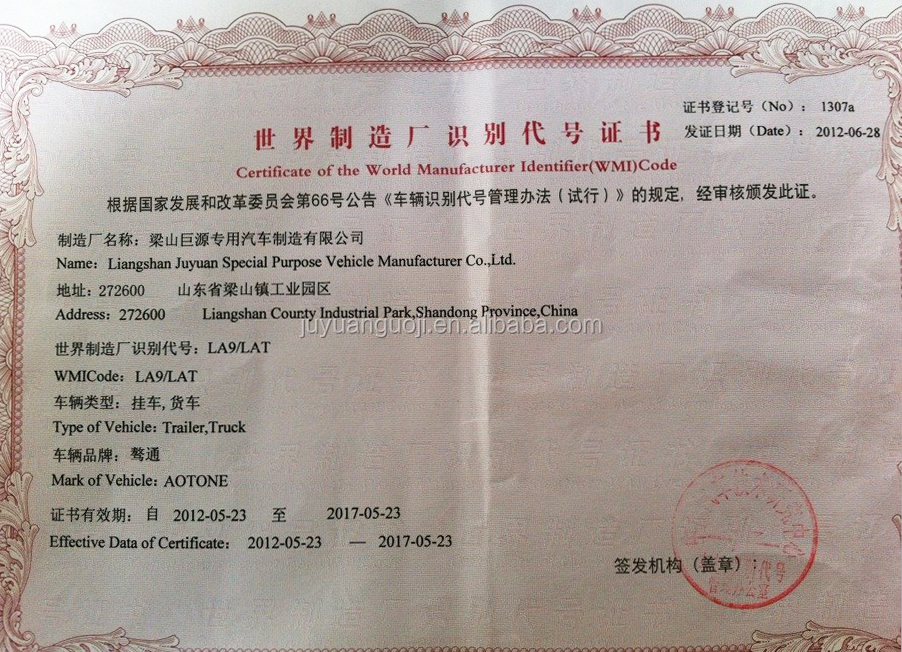 证书登记号（No）： 1307a
世界制造厂识别代号证书
发证日期（Date）： 2012-06-28
Certificate of the World Manufacturer Identifier(WMI)Code
根据国家发展和改革委员会第66号公告《车辆识别代号管理办法（试行）》的规定，经审核颁发此证。
制造厂名称：梁山巨源专用汽车制造有限公司
Name: Liangshan Juyuan Special Purpose Vehicle Manufacturer Co.,Ltd.
地址：272600 山东省梁山镇工业园区
Address: 272600 Liangshan County Industrial Park,Shandong Province,China
juyuanguoji.en.alibaba.com
世界制造厂识别代号：LA9/LAT
WMICode: LA9/LAT
车辆类型：挂车,货车
Type of Vehicle: Trailer,Truck
车辆品牌：骜通
Mark of Vehicle: AOTONE
证书有效期：自 2012-05-23 至 2017-05-23
Effective Data of Certificate: 2012-05-23 — 2017-05-23
签发机构（盖章）: